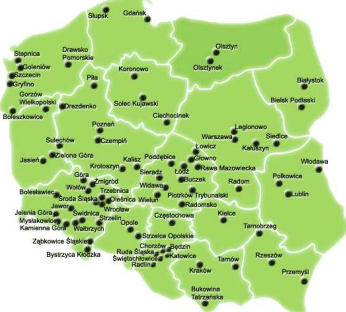 Gdańsk
Słupsk
Stepnica
Goleniów
Szczecin
Gryfino
Drawsko
Pomorskie
Olsztyn
Olsztynek
Koronowo
Piła
Białystok
Gorzów
Wielkopolski
Boleszkowice
Drezdenko
Solec Kujawski
Bielsk Podlaski
Ciechocinek
Poznań
Czempiń
Legionowo
Warszawa
Siedlce
Kałuszyn
Sulechów
Zielona Góra
Jasień
Łowicz
Głowno
Poddębice
Kalisz
Krotoszyn
Łódź
Rawa Mazowiecka
Włodawa
Sieradz
Buczek
Góra
Żmigród
Wołów
Widawa
Piotrków Trybunalski
Radom
Polkowice
Lublin
Bolesławiec
Trzebnica
Środa Śląska
Oleśnica
Wieluń
Radomsko
Jawor
Wrocław
Jelenia Góra
Świdnica
Mysłakowice
Strzelin
Kamienna Góra
Wałbrzych
Opole
Częstochowa
Kielce
Tarnobrzeg
Ząbkowice Śląskie
Strzelce Opolskie
Bystrzyca Kłodzka
Chorzów
Będzin
Ruda Śląska
Katowice
Świętochłowice
Radlin
Kraków
Tarnów
Rzeszów
Przemyśl
Bukowina
Tatrzańska